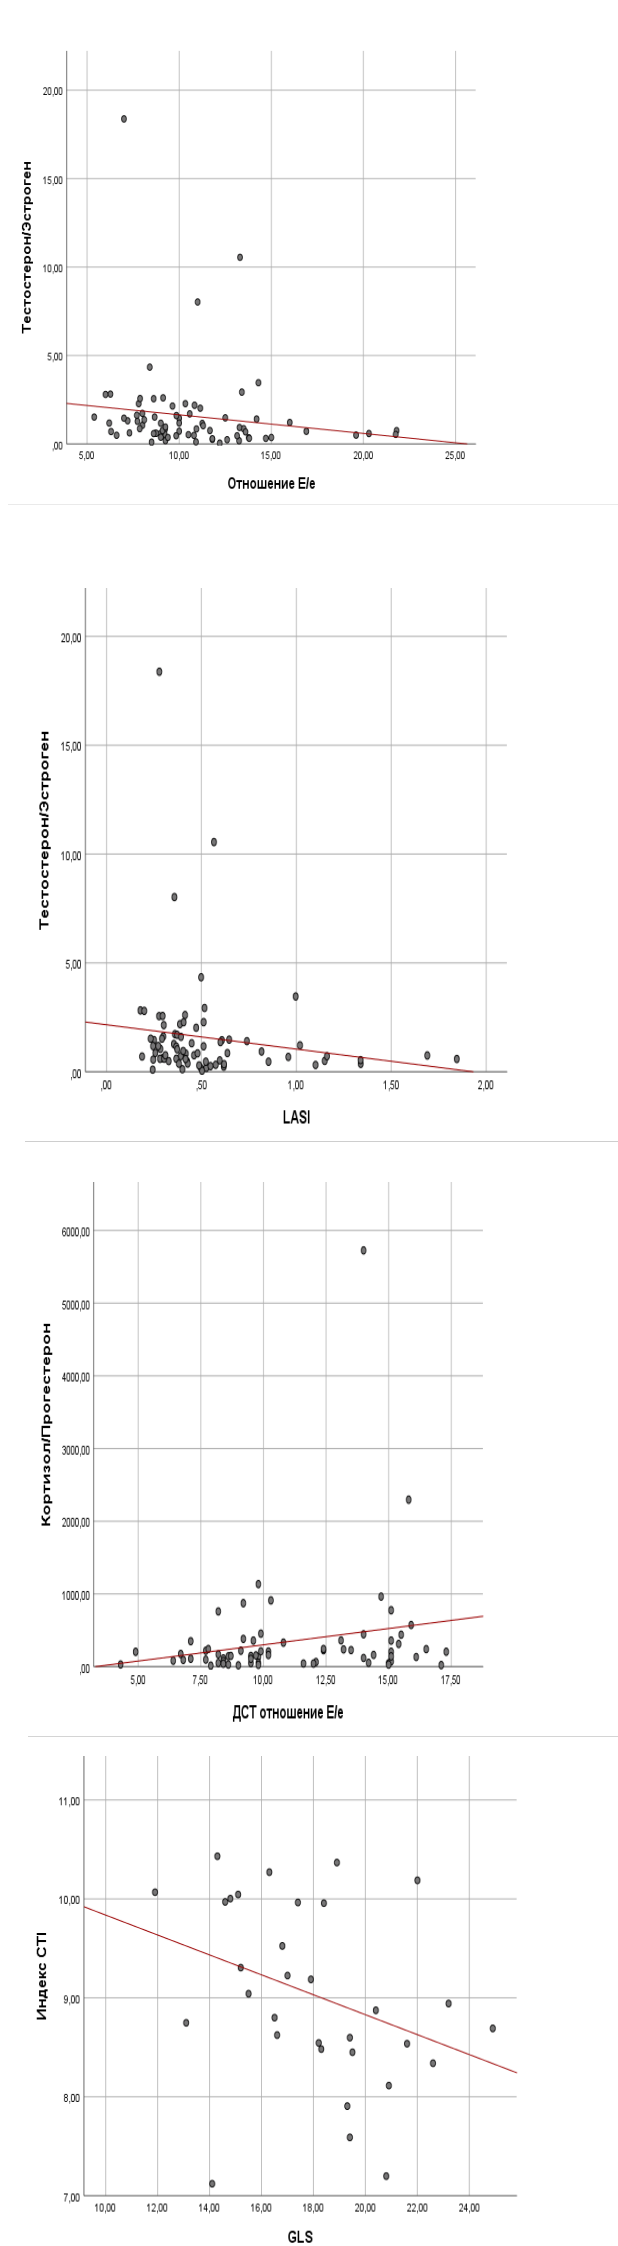 20,00
15,00
10,00
5,00
,00
Тестостерон/Эстроген
5,00 10,00 15,00 20,00 25,00
Отношение E/e
20,00
15,00
10,00
5,00
,00
Тестостерон/Эстроген
,00 ,50 1,00 1,50 2,00
LASI
6000,00
5000,00
4000,00
3000,00
2000,00
1000,00
,00
Кортизол/Прогестерон
5,00 7,50 10,00 12,50 15,00 17,50
ДСТ отношение E/e
11,00
10,00
9,00
8,00
7,00
Индекс CTI
10,00 12,00 14,00 16,00 18,00 20,00 22,00 24,00
GLS